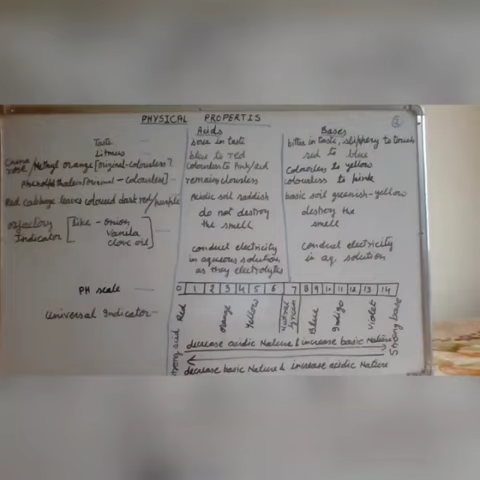 PHYSICAL PROPERTIS
Acids Bases
Taste sour in taste bitter in taste, slippery to touch
Litmus blue to red red to blue
China rose Methyl orange [original-colourless] colourless to Pink/red colourless to yellow
Phenolphthalein colourless] - remain colourless colourless to pink
Red cabbage leaves coloured dark red/purple Acidic soil reddish basic soil greenish-yellow
Olfactory Indicator [like - onion do not destroy the smell destroy the smell
Vanila
clove oil]
conduct electricity in aqueous solution as they electrolytes conduct electricity in aq. solution
PH scale - 0 1 2 3 4 5 6 7 8 9 10 11 12 13 14
Universal Indicator - Red Orange Yellow Neutral Green Blue Indigo Violet
Strong acid Strong base
decrease acidic Nature & increase basic Nature
decrease basic Nature & increase acidic Nature